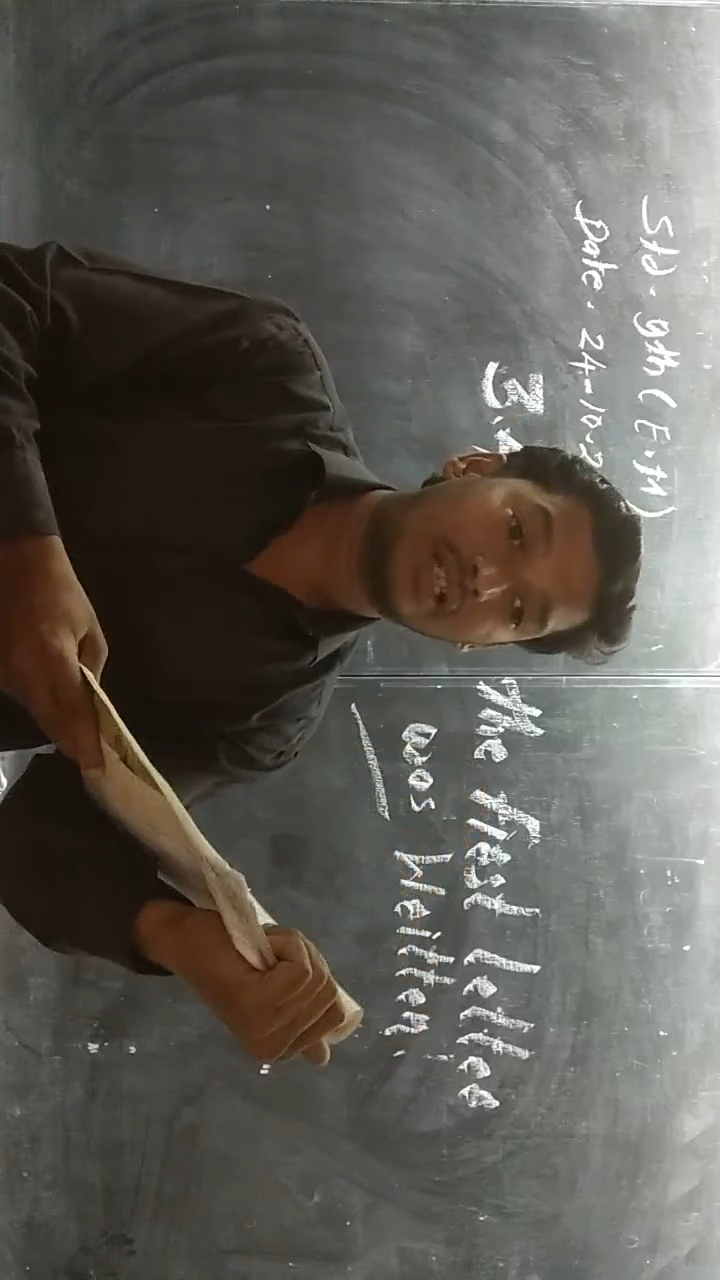 Std - 9th (E.M)
Date - 24-10-2
3.
The First Letter
was Written.